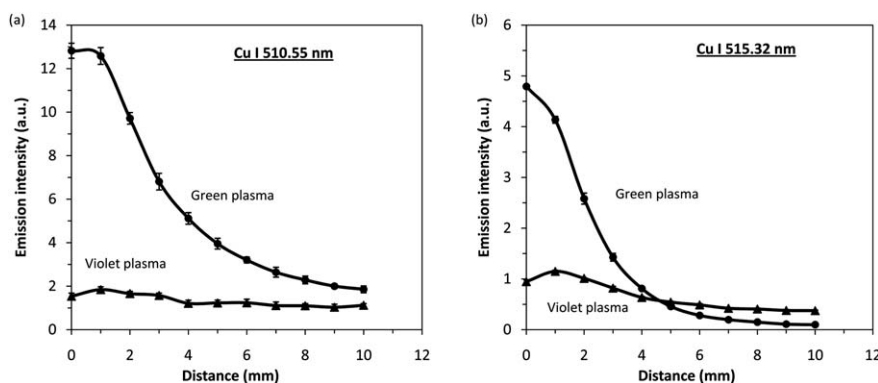 (a)
Cu I 510.55 nm
Emission intensity (a.u.)
14
12
10
8
6
4
2
0
Green plasma
Violet plasma
0 2 4 6 8 10 12
Distance (mm)
(b)
Cu I 515.32 nm
Emission intensity (a.u.)
6
5
4
3
2
1
0
Green plasma
Violet plasma
0 2 4 6 8 10 12
Distance (mm)